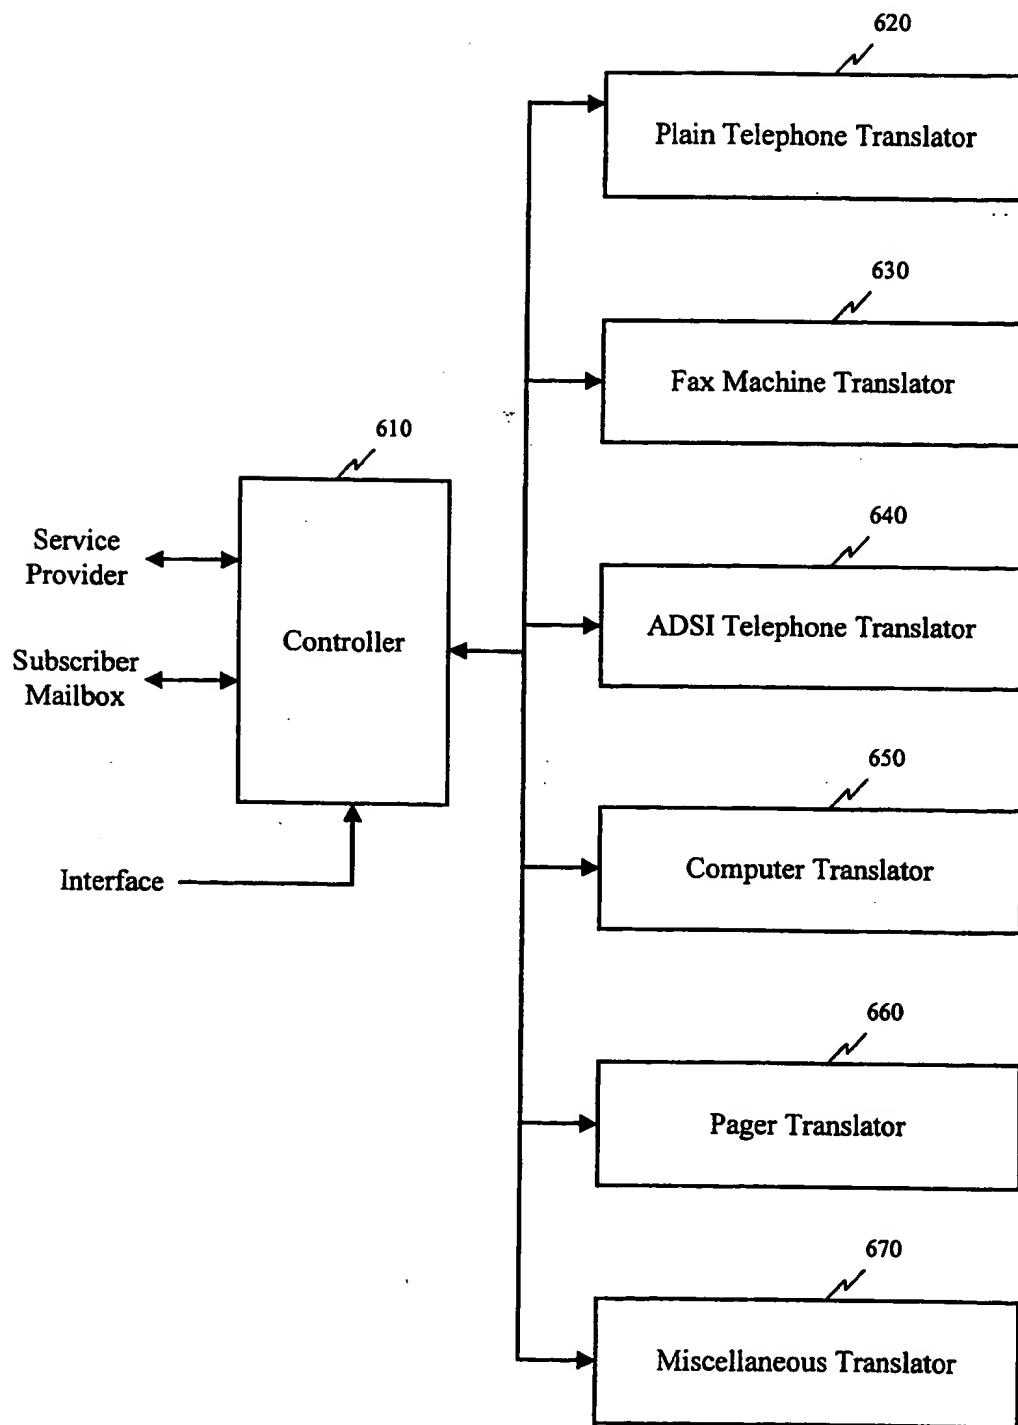 620
Plain Telephone Translator
630
Fax Machine Translator
610
640
Service
Provider
Controller
ADSI Telephone Translator
Subscriber
Mailbox
650
Interface
Computer Translator
660
Pager Translator
670
Miscellaneous Translator